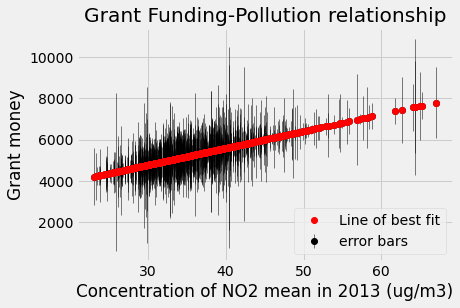 Grant Funding-Pollution relationship
Grant money
10000
8000
6000
4000
2000
30 40 50 60
Line of best fit
error bars
Concentration of NO2 mean in 2013 (ug/m3)